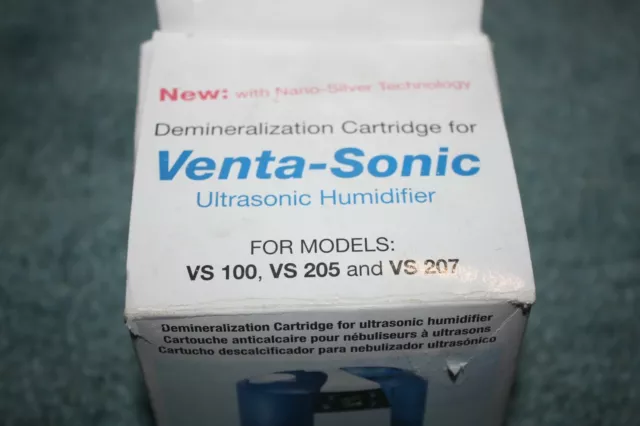 New: with Nano-Silver Technology
Demineralization Cartridge for
Venta-Sonic
Ultrasonic Humidifier
FOR MODELS:
VS 100, VS 205 and VS 207
Demineralization Cartridge for ultrasonic humidifier
Cartouche anticalcaire pour nébuliseurs à ultrasons
Cartucho descalcificador para nebulizador ultrasónico